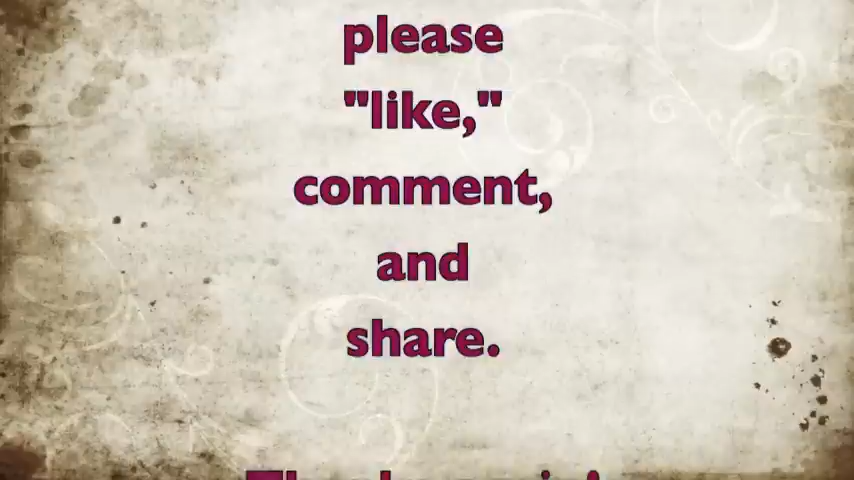 please
"like,"
comment,
and
share.